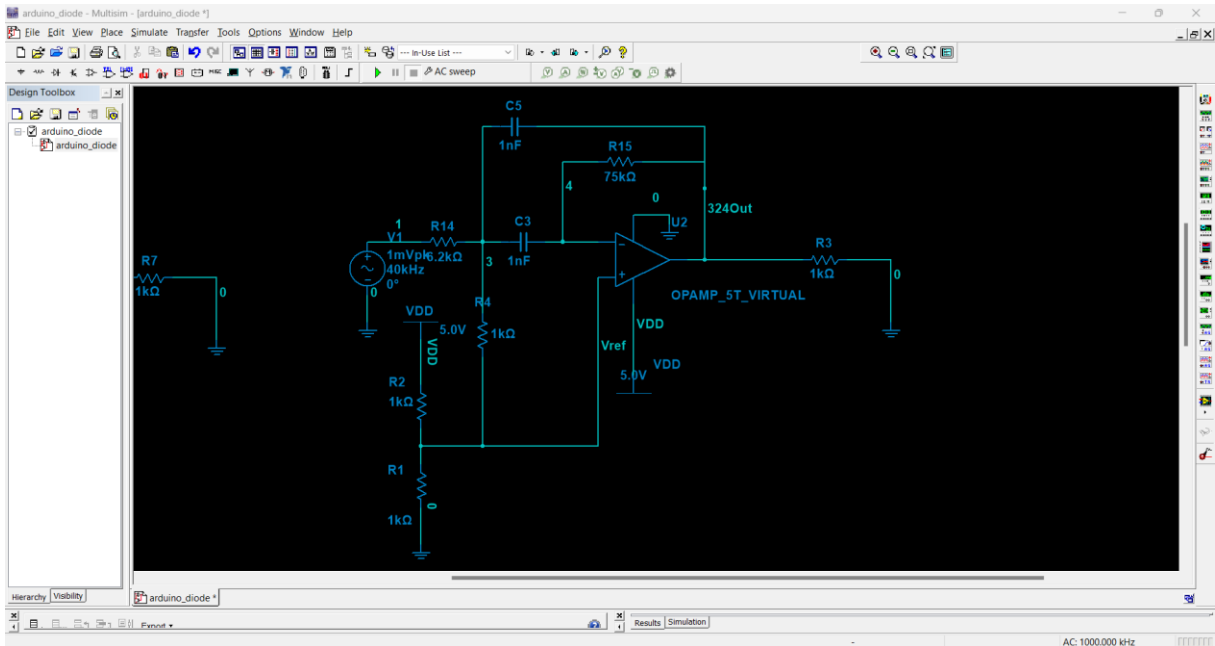 arduino_diode - Multisim - [arduino_diode *]
File Edit View Place Simulate Transfer Tools Options Window Help
--- In-Use List ---
AC sweep
Design Toolbox
arduino_diode
arduino_diode
C5
1nF
R15
75kΩ
4
0
324Out
1
V1
R14
C3
U2
1mVpk
6.2kΩ
3
1nF
40kHz
0°
0
R7
1kΩ
0
R3
1kΩ
0
OPAMP_5T_VIRTUAL
VDD
5.0V
VDD
R4
1kΩ
VDD
Vref
VDD
5.0V
R2
1kΩ
R1
0
1kΩ
Hierarchy Visibility
arduino_diode *
Export
Results Simulation
- AC: 1000.000 kHz